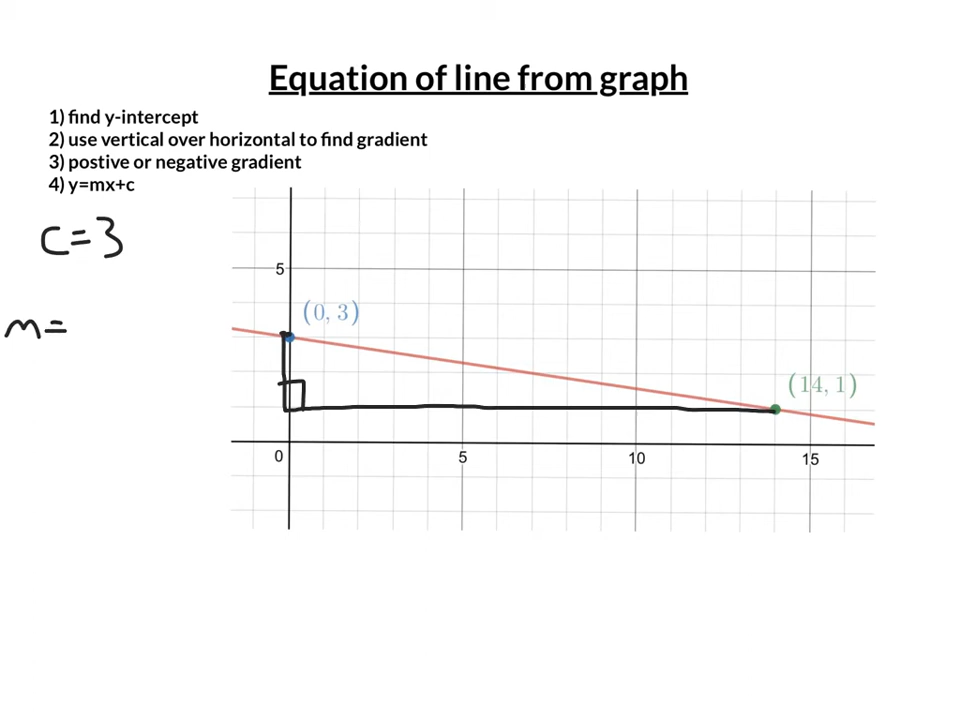 Equation of line from graph
1) find y-intercept
2) use vertical over horizontal to find gradient
3) postive or negative gradient
4) y=mx+c
c=3
5
(0, 3)
m=
(14, 1)
0
5
10
15